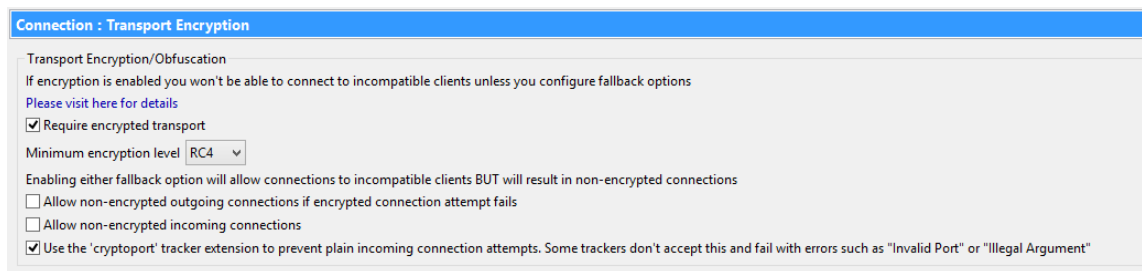 Connection : Transport Encryption
Transport Encryption/Obfuscation
If encryption is enabled you won't be able to connect to incompatible clients unless you configure fallback options
Please visit here for details
Require encrypted transport
Minimum encryption level RC4
Enabling either fallback option will allow connections to incompatible clients BUT will result in non-encrypted connections
Allow non-encrypted outgoing connections if encrypted connection attempt fails
Allow non-encrypted incoming connections
Use the 'cryptoport' tracker extension to prevent plain incoming connection attempts. Some trackers don't accept this and fail with errors such as "Invalid Port" or "Illegal Argument"